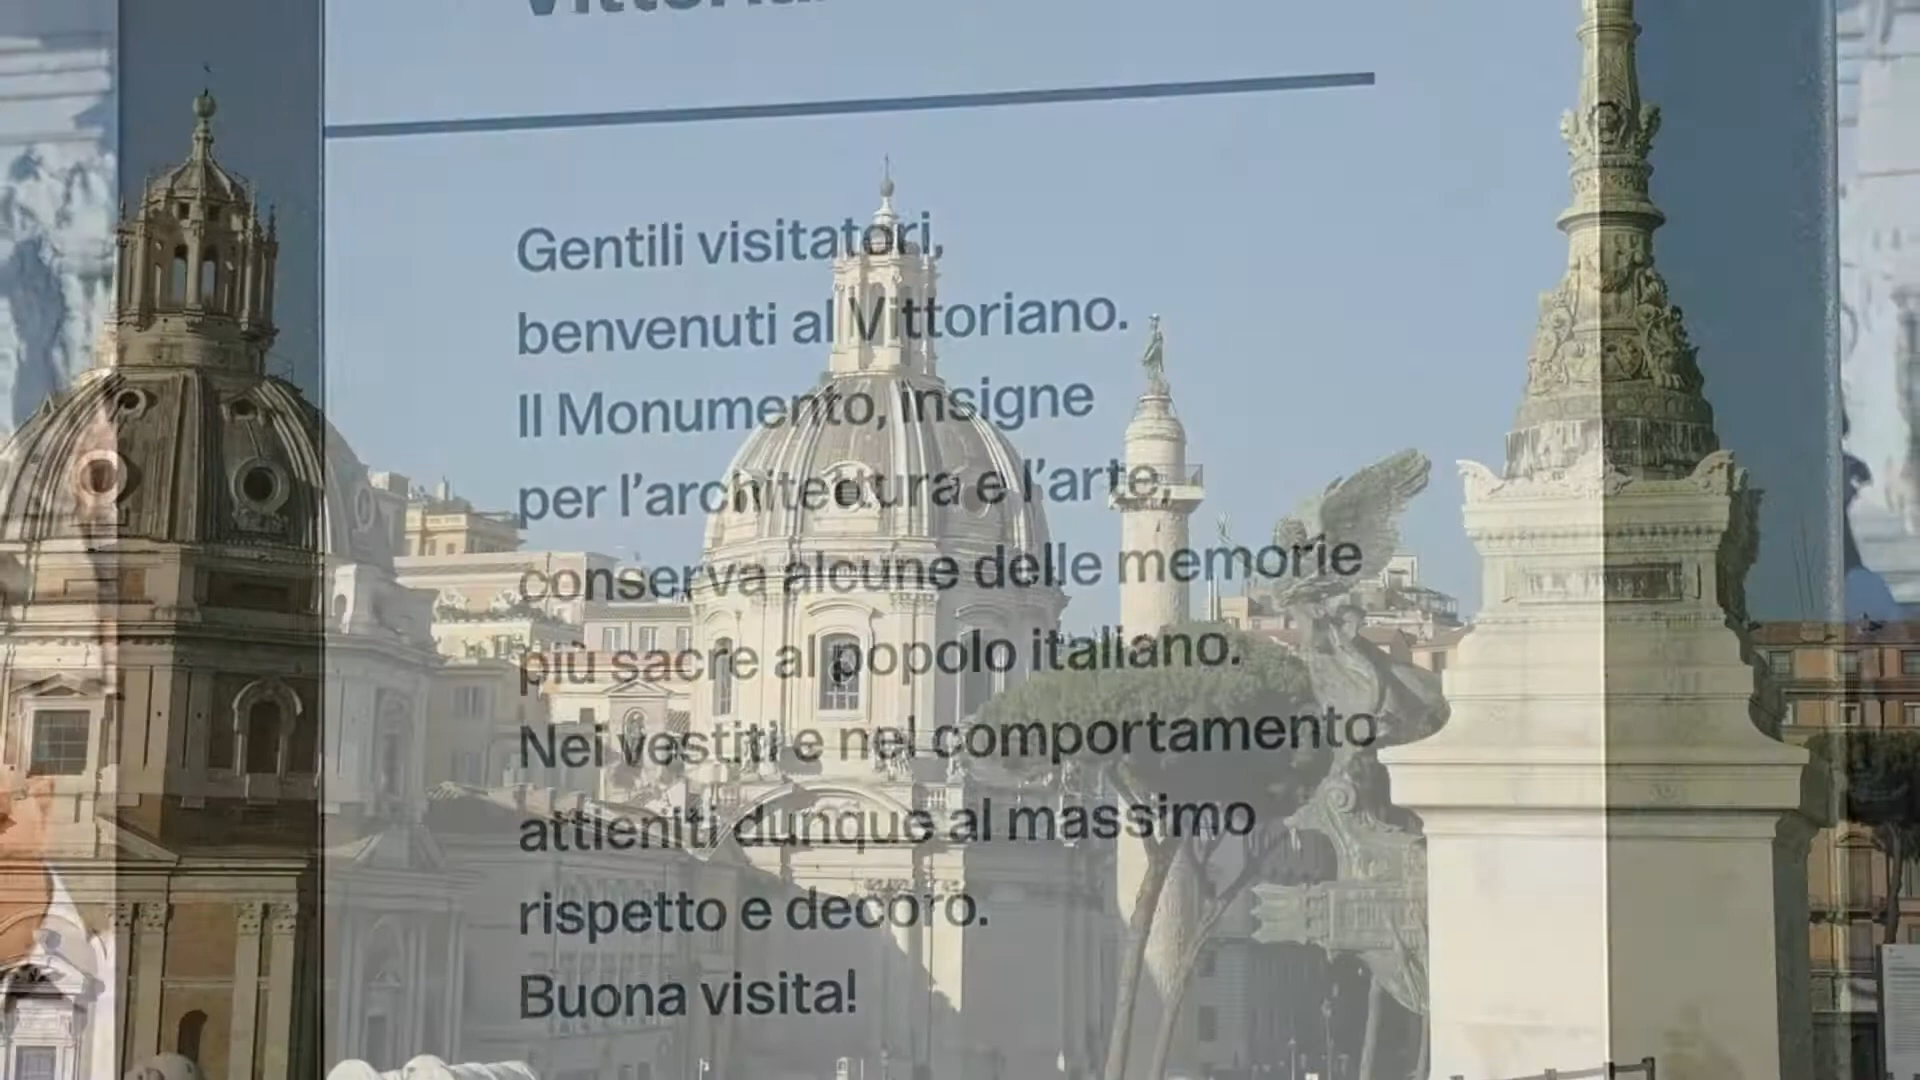 Gentili visitatori,
benvenuti al Vittoriano.
Il Monumento, insigne
per l'architettura e l'arte,
conserva alcune delle memorie
più sacre al popolo italiano.
Nei vestiti e nel comportamento
attieniti dunque al massimo
rispetto e decoro.
Buona visita!